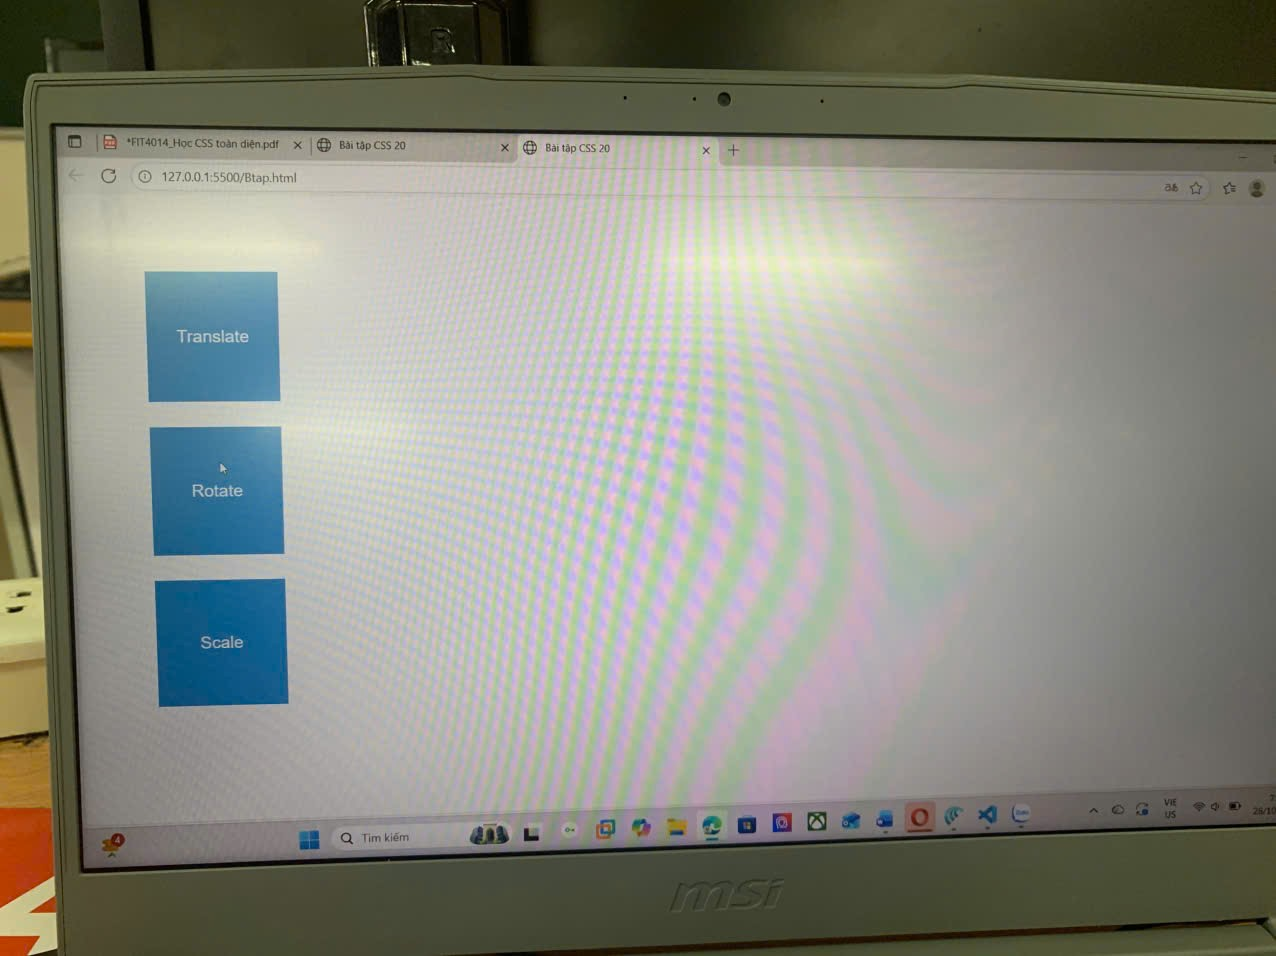 *FIT4014_Học CSS toàn diện.pdf
Bài tập CSS 20
Bài tập CSS 20
127.0.0.1:5500/Btap.html
Translate
Rotate
Scale
4
Tìm kiếm
VIE
US
msi